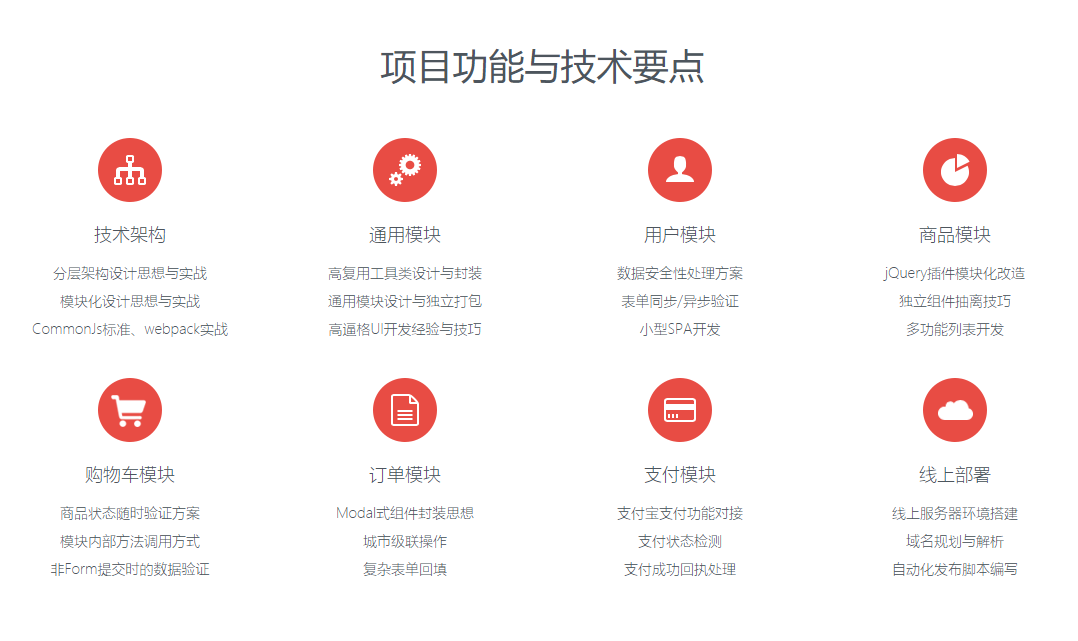 项目功能与技术要点
技术架构
分层架构设计思想与实战
模块化设计思想与实战
CommonJs标准、webpack实战
通用模块
高复用工具类设计与封装
通用模块设计与独立打包
高逼格UI开发经验与技巧
用户模块
数据安全性处理方案
表单同步/异步验证
小型SPA开发
商品模块
jQuery插件模块化改造
独立组件抽离技巧
多功能列表开发
购物车模块
商品状态随时验证方案
模块内部方法调用方式
非Form提交时的数据验证
订单模块
Modal式组件封装思想
城市级联操作
复杂表单回填
支付模块
支付宝支付功能对接
支付状态检测
支付成功回执处理
线上部署
线上服务器环境搭建
域名规划与解析
自动化发布脚本编写